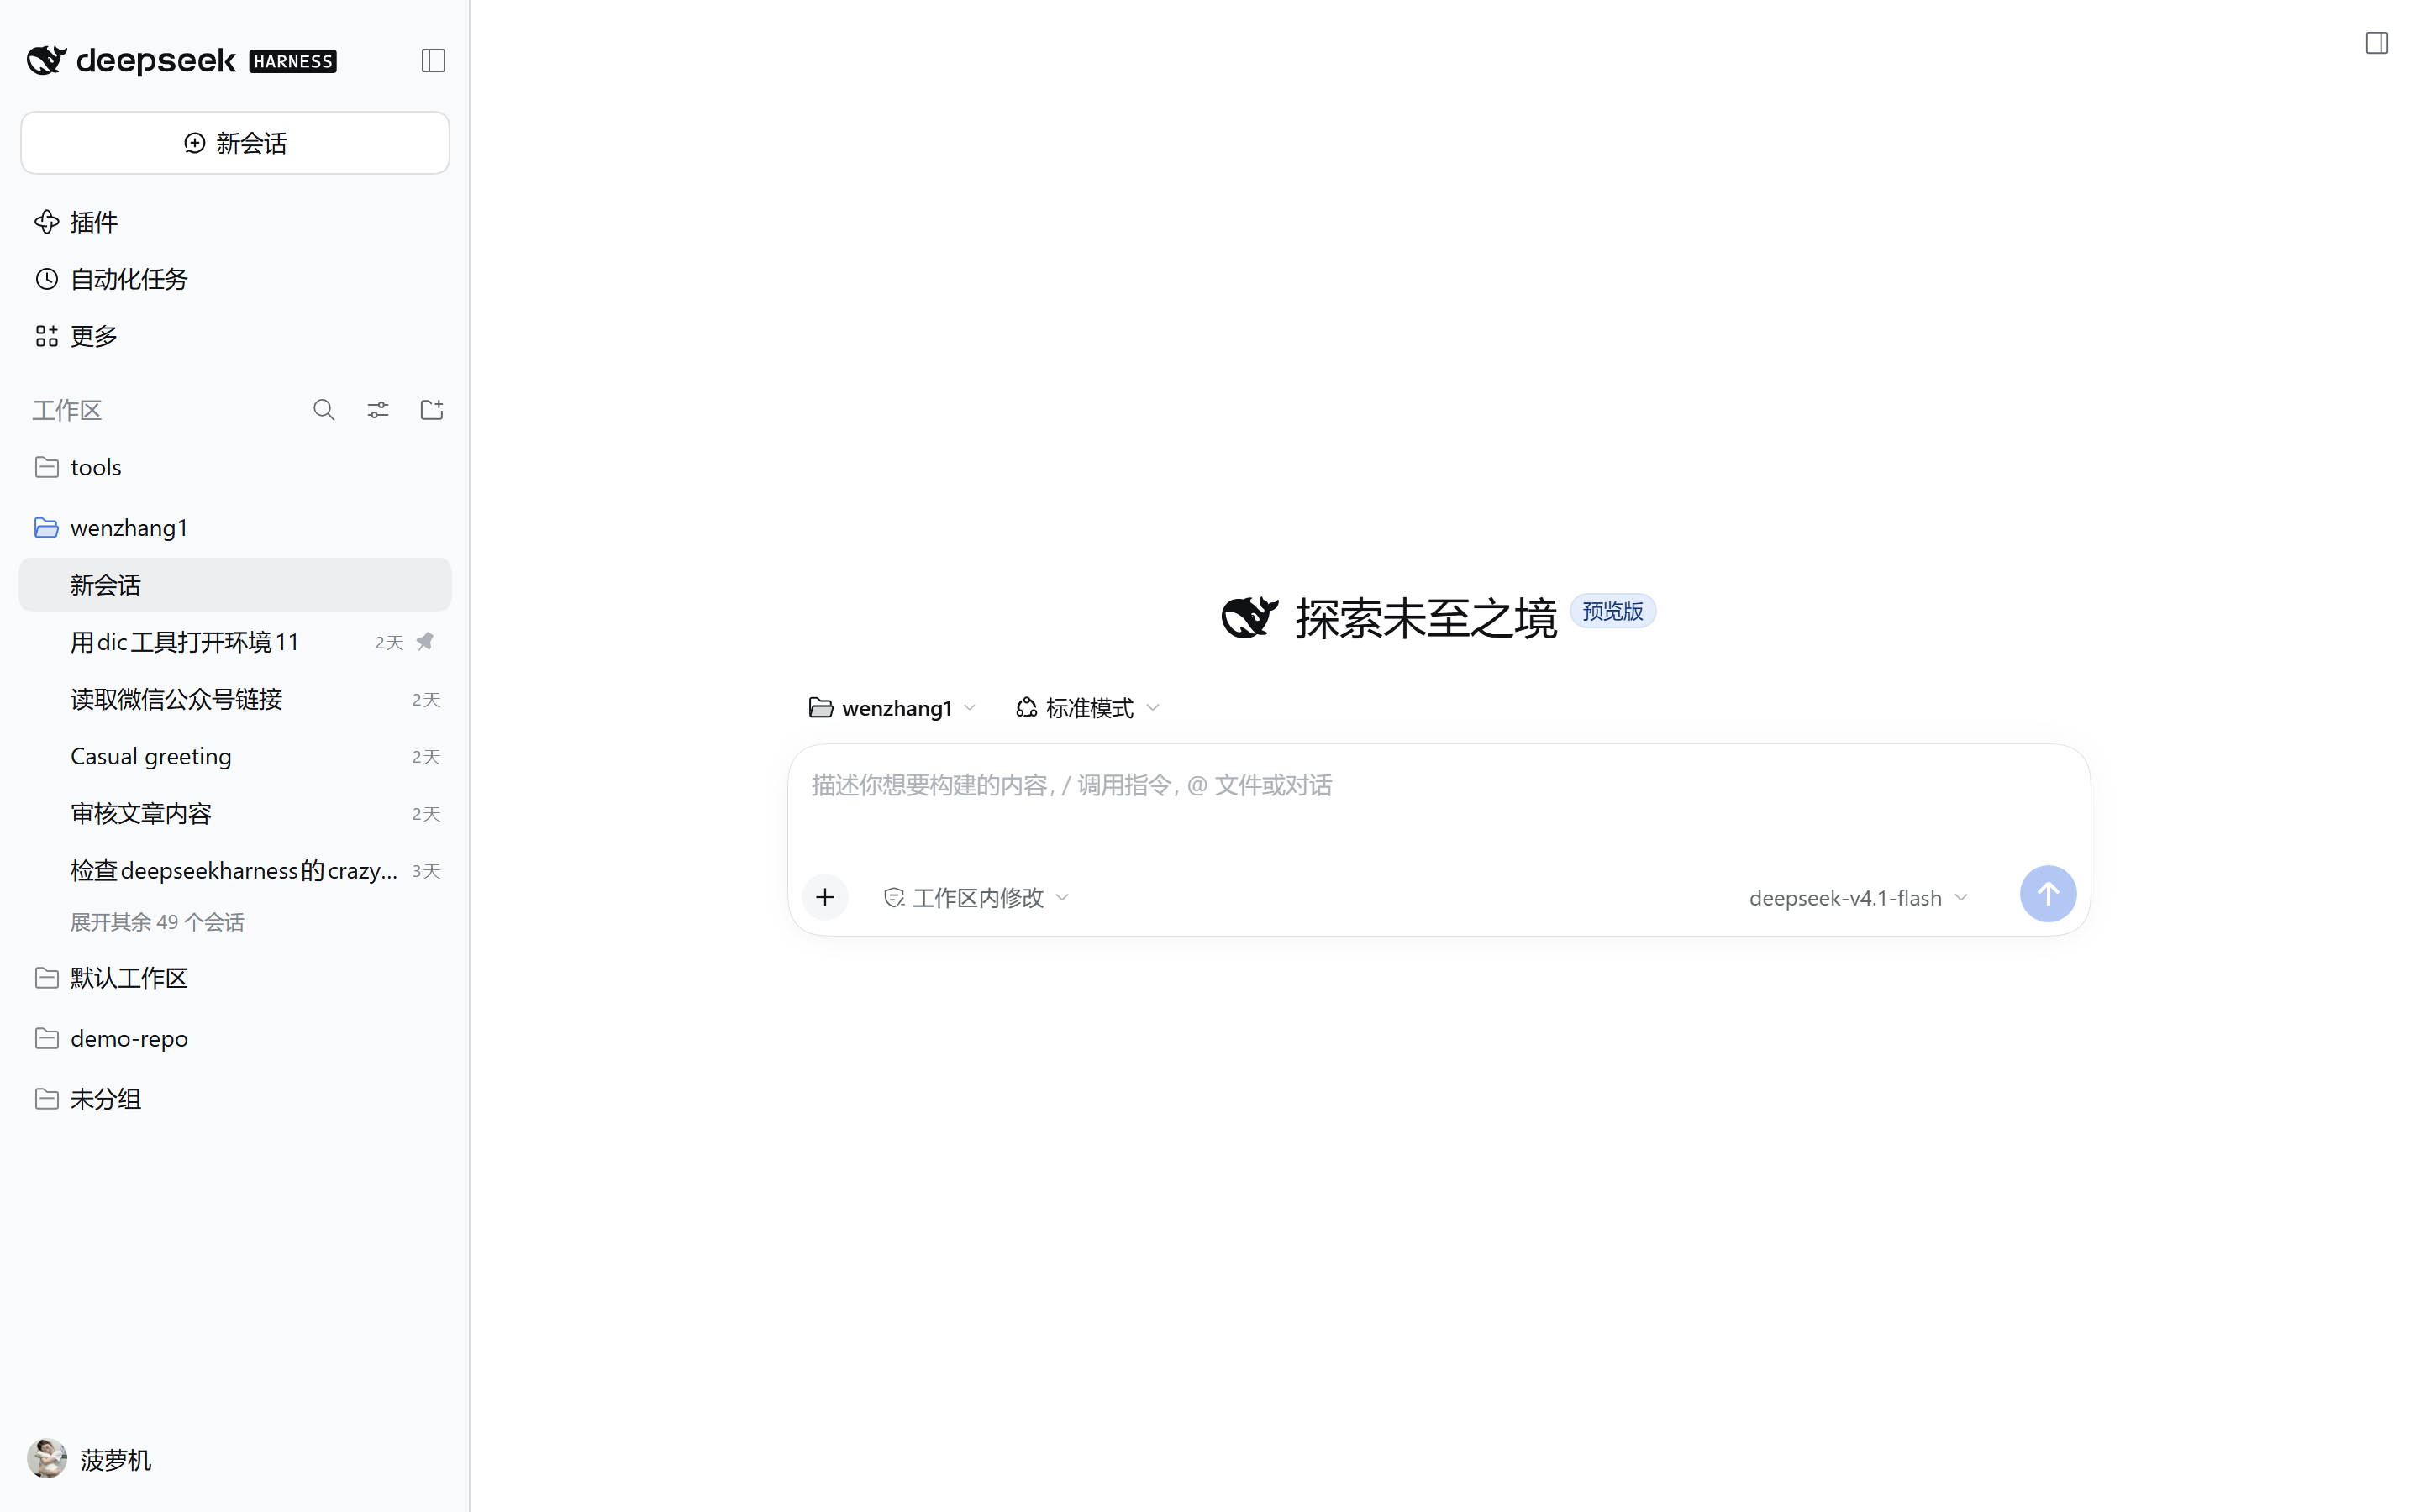 deepseek HARNESS
新会话
插件
自动化任务
更多
工作区
tools
wenzhang1
新会话
用dic工具打开环境11 2天
读取微信公众号链接 2天
Casual greeting 2天
审核文章内容 2天
检查deepseekharness的crazy... 3天
展开其余 49 个会话
默认工作区
demo-repo
未分组
菠萝机
探索未至之境 预览版
wenzhang1 标准模式
描述你想要构建的内容, / 调用指令, @ 文件或对话
工作区内修改 deepseek-v4.1-flash